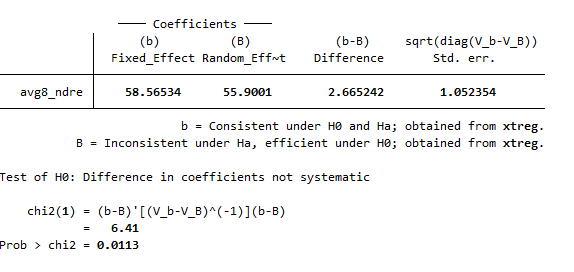 Coefficients
(b) (B) (b-B) sqrt(diag(V_b-V_B))
Fixed_Effect Random_Eff~t Difference Std. err.
avg8_ndre 58.56534 55.9001 2.665242 1.052354
b = Consistent under H0 and Ha; obtained from xtreg.
B = Inconsistent under Ha, efficient under H0; obtained from xtreg.
Test of H0: Difference in coefficients not systematic
chi2(1) = (b-B)'[(V_b-V_B)^(-1)](b-B)
= 6.41
Prob > chi2 = 0.0113